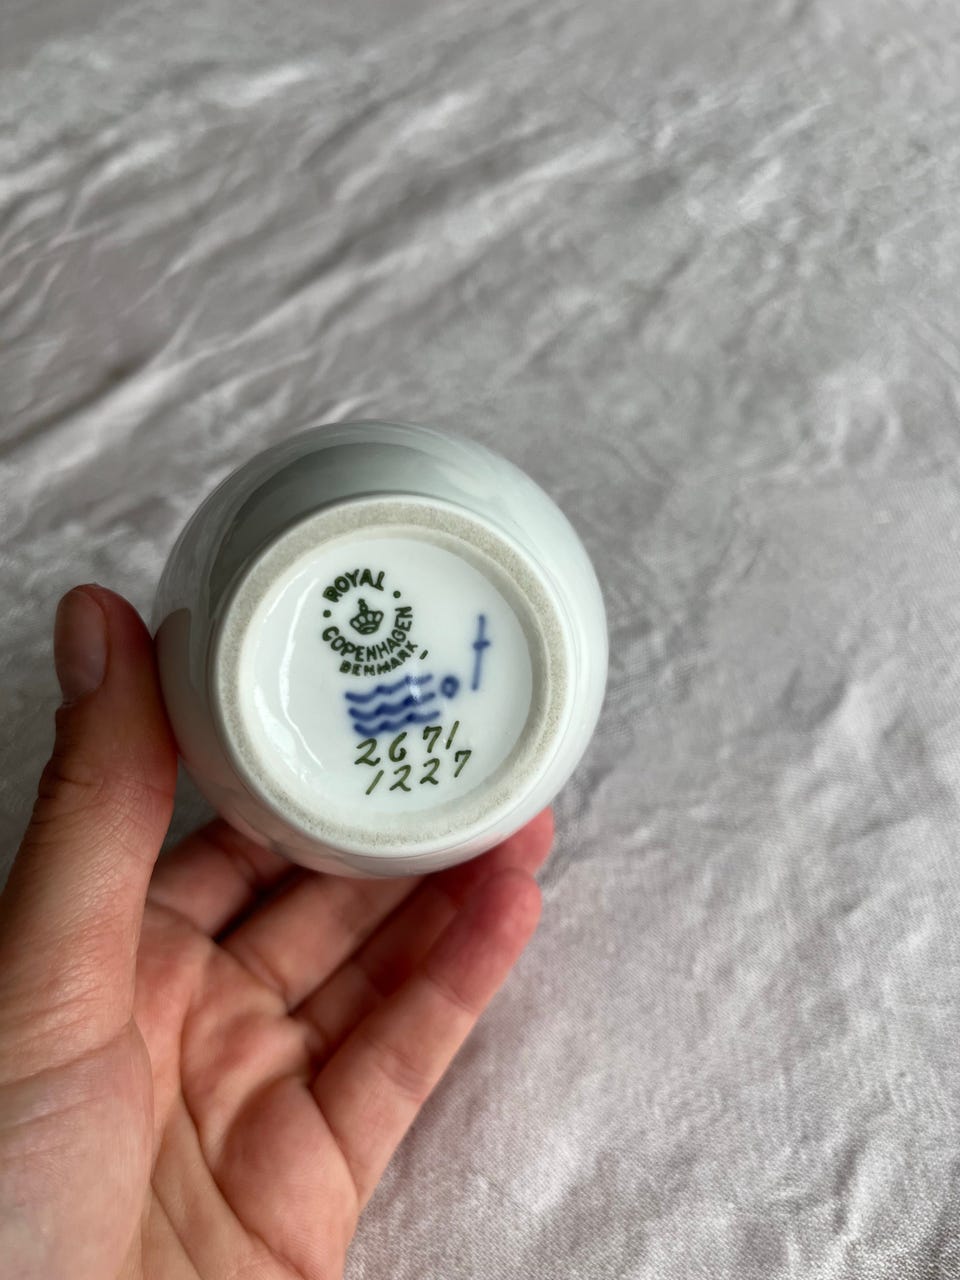 ROYAL
COPENHAGEN
DENMARK
2671
1227